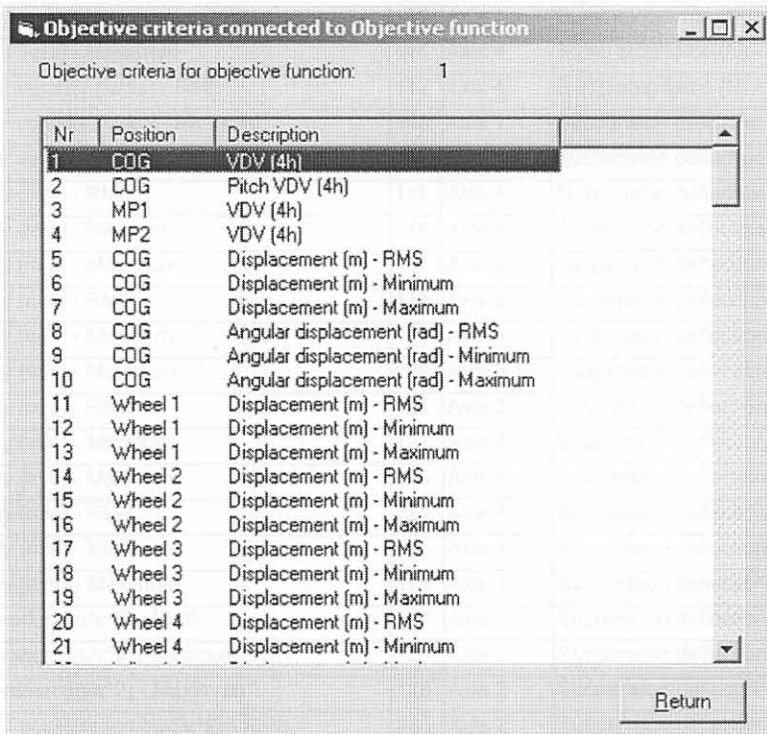 Objective criteria connected to Objective function
Objective criteria for objective function: 1
Nr Position Description
1 COG VDV (4h)
2 COG Pitch VDV (4h)
3 MP1 VDV (4h)
4 MP2 VDV (4h)
5 COG Displacement (m) - RMS
6 COG Displacement (m) - Minimum
7 COG Displacement (m) - Maximum
8 COG Angular displacement (rad) - RMS
9 COG Angular displacement (rad) - Minimum
10 COG Angular displacement (rad) - Maximum
11 Wheel 1 Displacement (m) - RMS
12 Wheel 1 Displacement (m) - Minimum
13 Wheel 1 Displacement (m) - Maximum
14 Wheel 2 Displacement (m) - RMS
15 Wheel 2 Displacement (m) - Minimum
16 Wheel 2 Displacement (m) - Maximum
17 Wheel 3 Displacement (m) - RMS
18 Wheel 3 Displacement (m) - Minimum
19 Wheel 3 Displacement (m) - Maximum
20 Wheel 4 Displacement (m) - RMS
21 Wheel 4 Displacement (m) - Minimum
Return